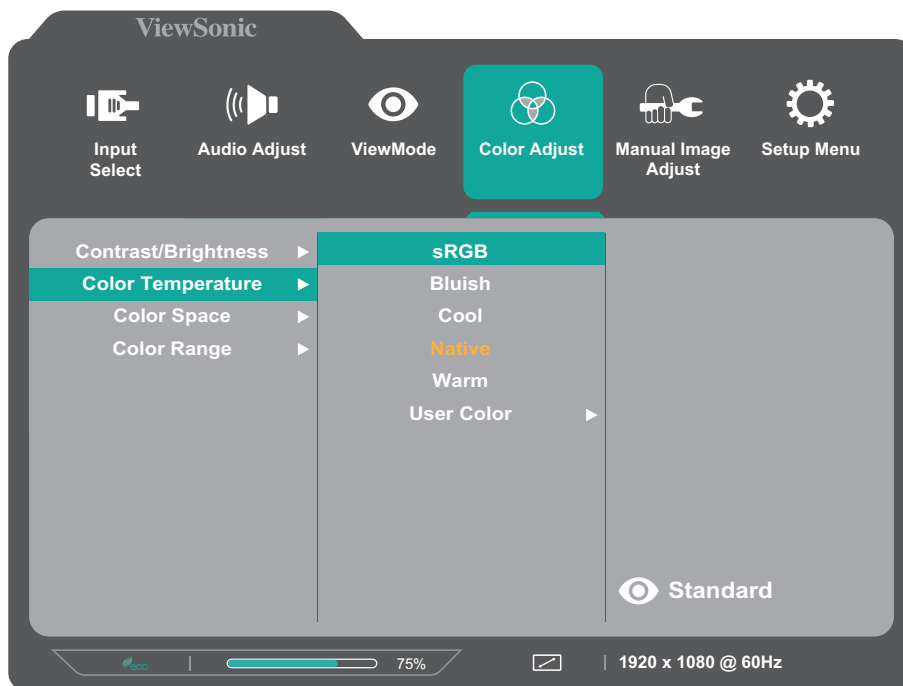 ViewSonic
Input
Select
Audio Adjust
ViewMode
Color Adjust
Manual Image
Adjust
Setup Menu
Contrast/Brightness
Color Temperature
Color Space
Color Range
sRGB
Bluish
Cool
Native
Warm
User Color
Standard
eco
75%
1920 x 1080 @ 60Hz